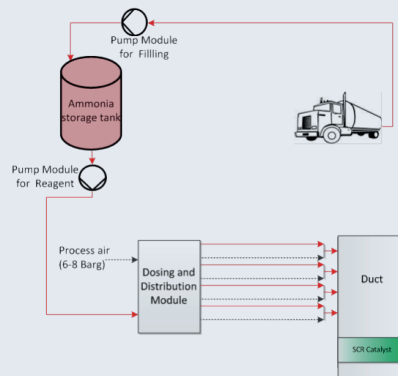 Pump Module
for Fillling
Ammonia
storage tank
Pump Module
for Reagent
Process air
(6-8 Barg)
Dosing and
Distribution
Module
Duct
SCR Catalyst